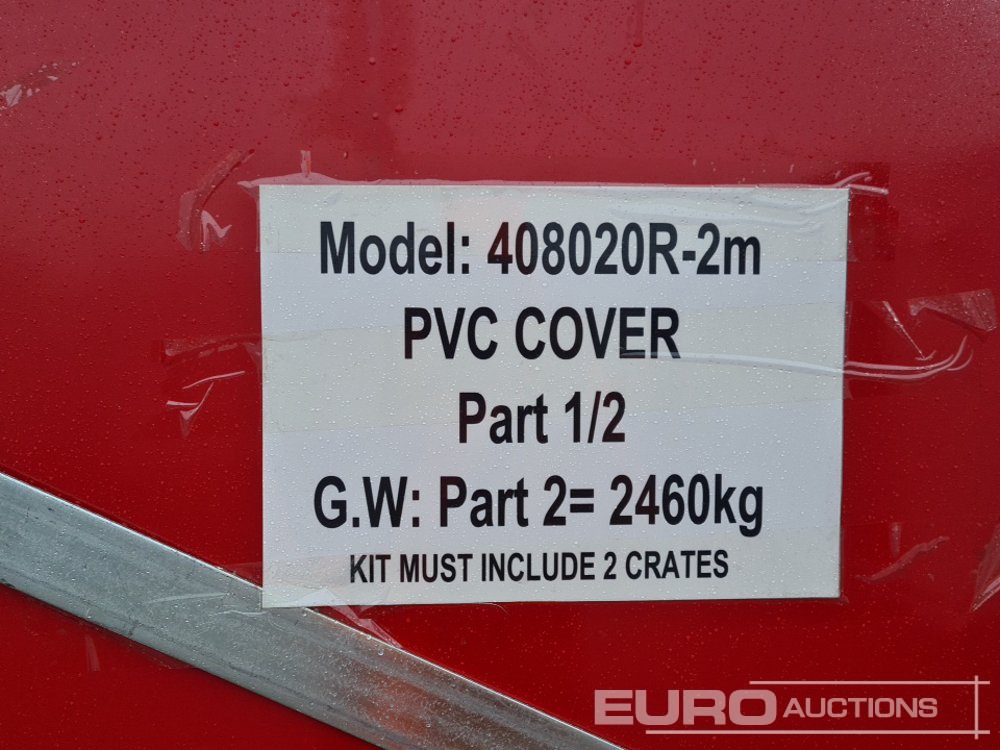 Model: 408020R-2m
PVC COVER
Part 1/2
G.W: Part 2= 2460kg
KIT MUST INCLUDE 2 CRATES
EURO AUCTIONS